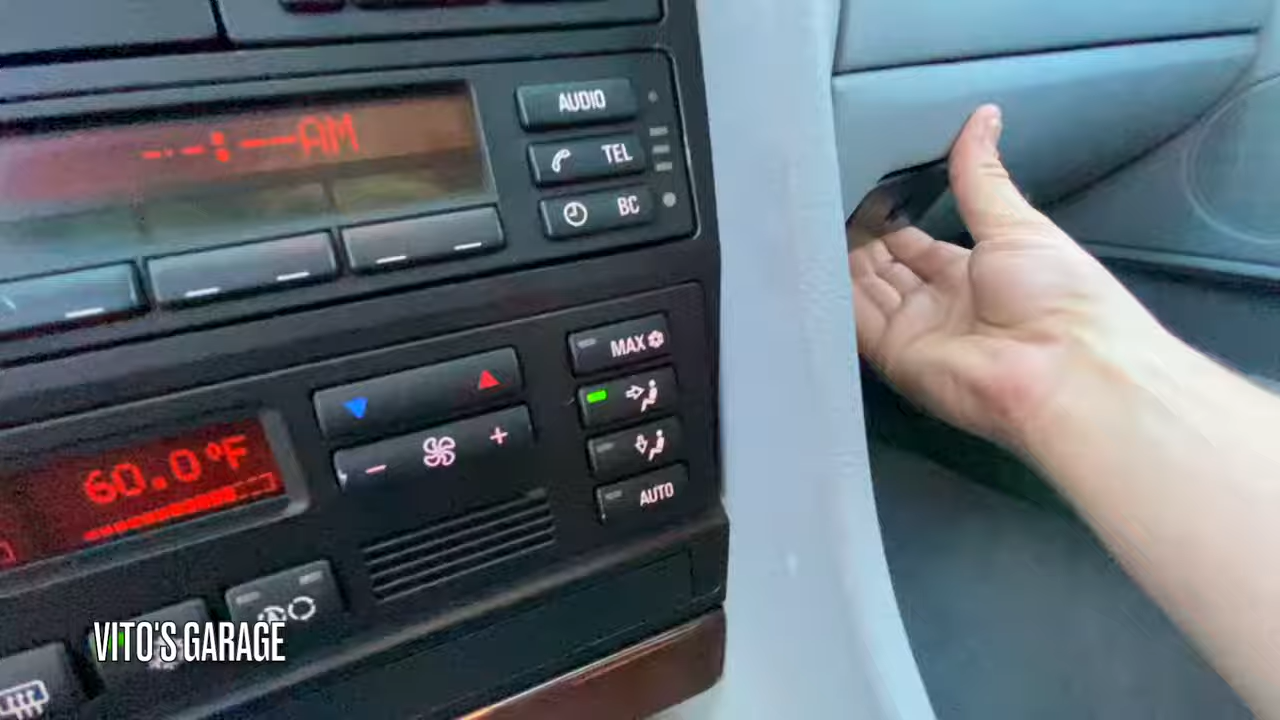 --:--AM
AUDIO
TEL
BC
MAX
AUTO
60.0°F
VITO'S GARAGE